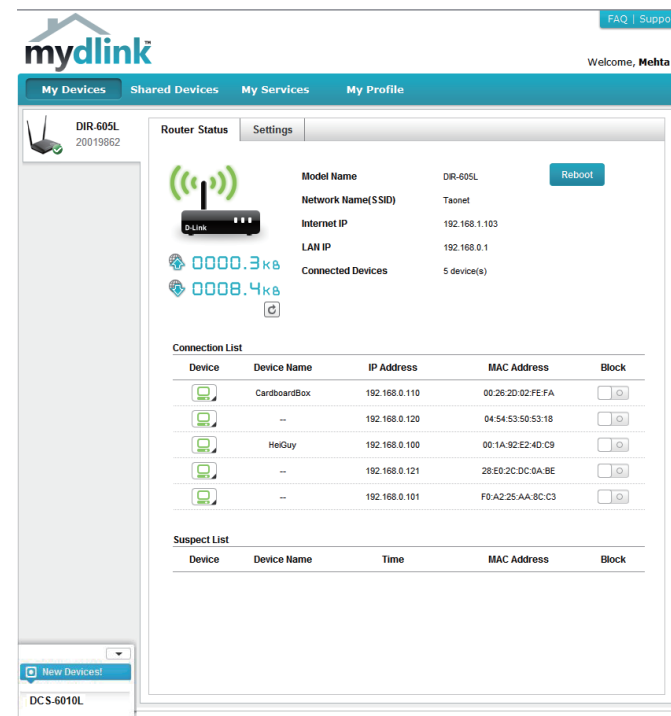 FAQ | Suppo
mydlink™
Welcome, Mehta
My Devices Shared Devices My Services My Profile
DIR-605L
20019862
Router Status Settings
D-Link
Model Name DIR-605L Reboot
Network Name(SSID) Taonet
Internet IP 192.168.1.103
LAN IP 192.168.0.1
Connected Devices 5 device(s)
0000.3KB
0008.4KB
Connection List
Device Device Name IP Address MAC Address Block
CardboardBox 192.168.0.110 00:26:2D:02:FE:FA
-- 192.168.0.120 04:54:53:50:53:18
HeiGuy 192.168.0.100 00:1A:92:E2:4D:C9
-- 192.168.0.121 28:E0:2C:DC:0A:BE
-- 192.168.0.101 F0:A2:25:AA:8C:C3
Suspect List
Device Device Name Time MAC Address Block
New Devices!
DCS-6010L